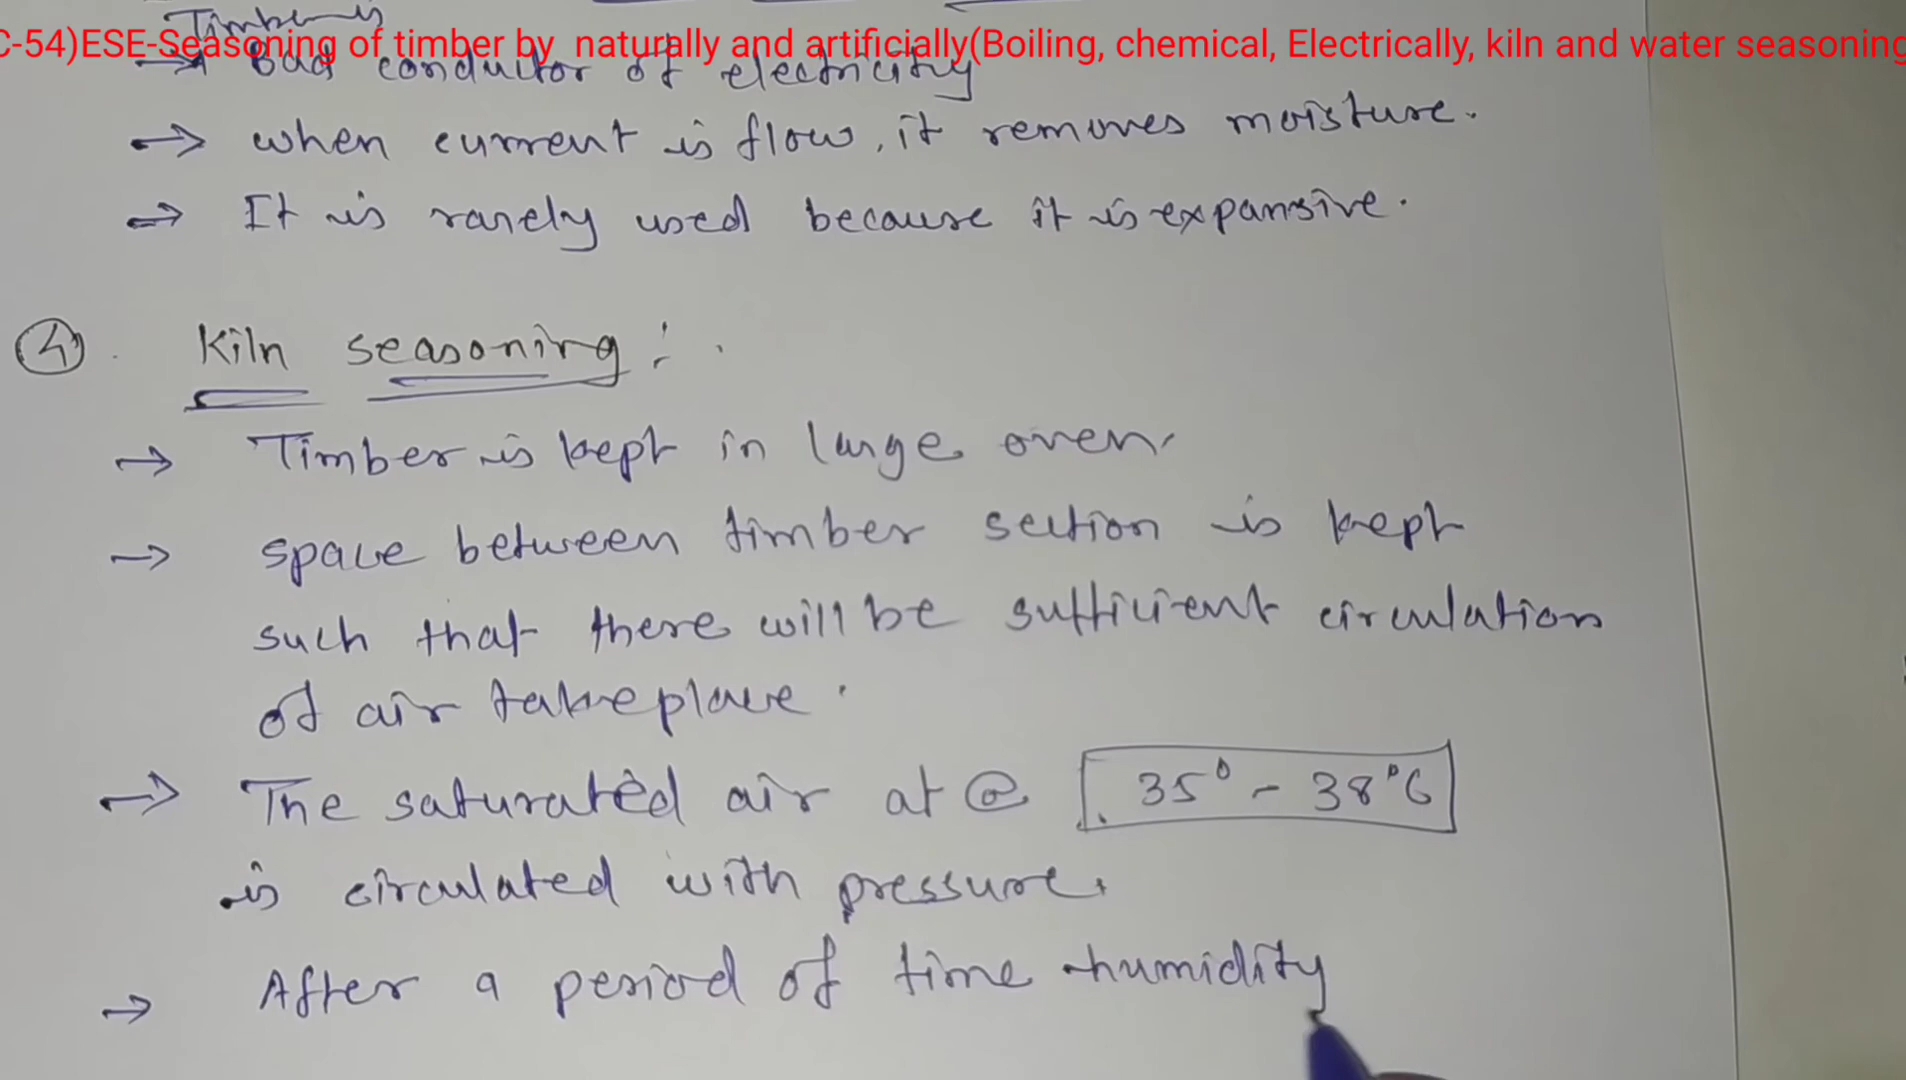 Timber is
C-54)ESE-Seasoning of timber by naturally and artificially(Boiling, chemical, Electrically, kiln and water seasoning
→ Bad conductor of electricity
→ when current is flow, it removes moisture.
→ It is rarely used because it is expansive.
④ Kiln seasoning :-
→ Timber is kept in large oven.
→ space between timber section is kept
such that there will be sufficient circulation
of air take place.
→ The saturated air at @ 35° - 38°C
is circulated with pressure.
→ After a period of time humidity